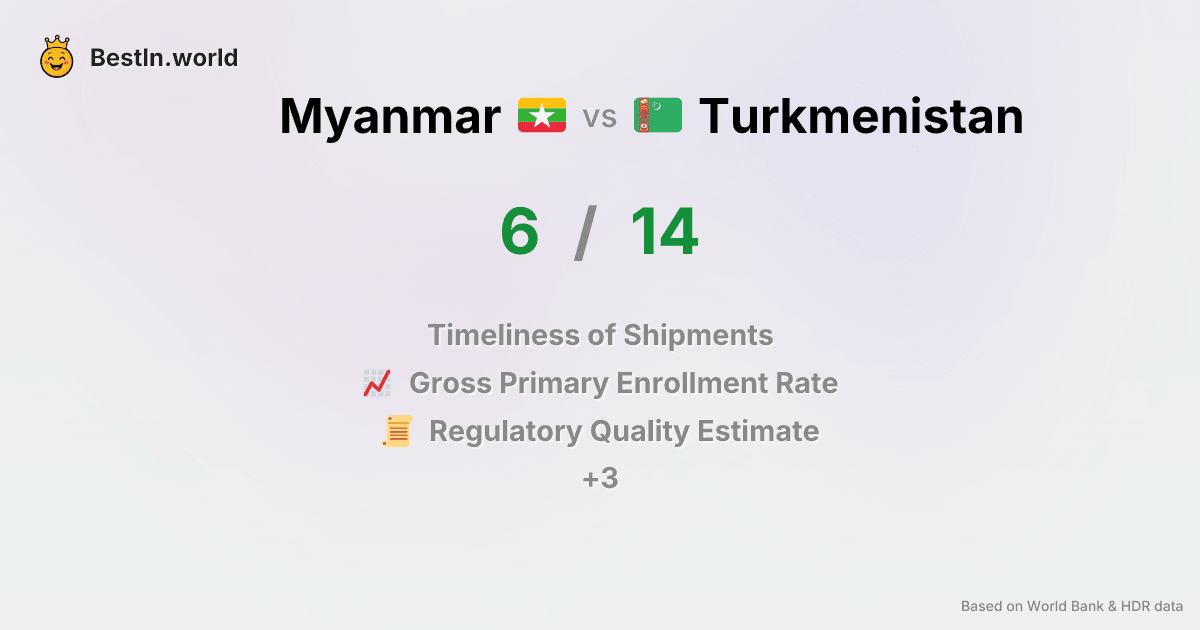 BestIn.world
Myanmar vs Turkmenistan
6 / 14
Timeliness of Shipments
Gross Primary Enrollment Rate
Regulatory Quality Estimate
+3
Based on World Bank & HDR data